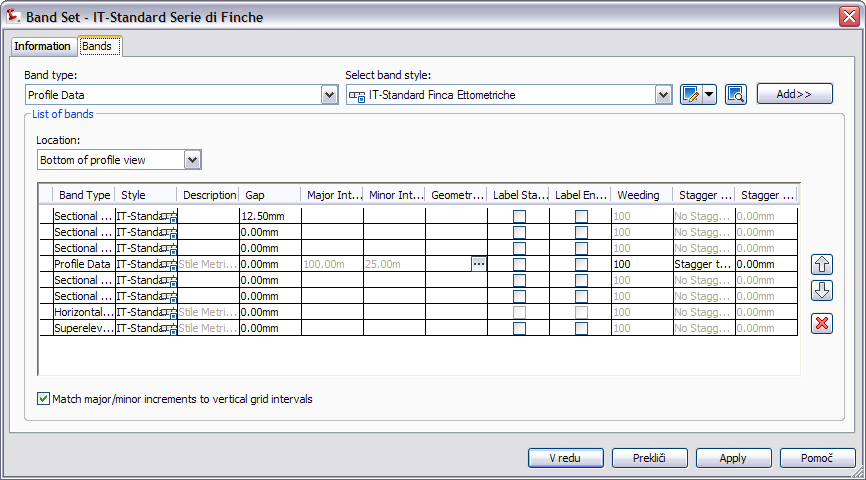 Band Set - IT-Standard Serie di Finche
Information Bands
Band type: Select band style:
Profile Data IT-Standard Finca Ettometriche Add>>
List of bands
Location:
Bottom of profile view
Band Type Style Description Gap Major Int... Minor Int... Geometr... Label Sta... Label En... Weeding Stagger ... Stagger ...
Sectional ... IT-Standa 12.50mm 100 No Stagg... 0.00mm
Sectional ... IT-Standa 0.00mm 100 No Stagg... 0.00mm
Sectional ... IT-Standa 0.00mm 100 No Stagg... 0.00mm
Profile Data IT-Standa Stile Metri... 0.00mm 100.00m 25.00m ... 100 Stagger t... 0.00mm
Sectional ... IT-Standa 0.00mm 100 No Stagg... 0.00mm
Sectional ... IT-Standa 0.00mm 100 No Stagg... 0.00mm
Horizontal... IT-Standa Stile Metri... 0.00mm 100 No Stagg... 0.00mm
Superelev... IT-Standa Stile Metri... 0.00mm 100 No Stagg... 0.00mm
Match major/minor increments to vertical grid intervals
V redu Prekliči Apply Pomoč